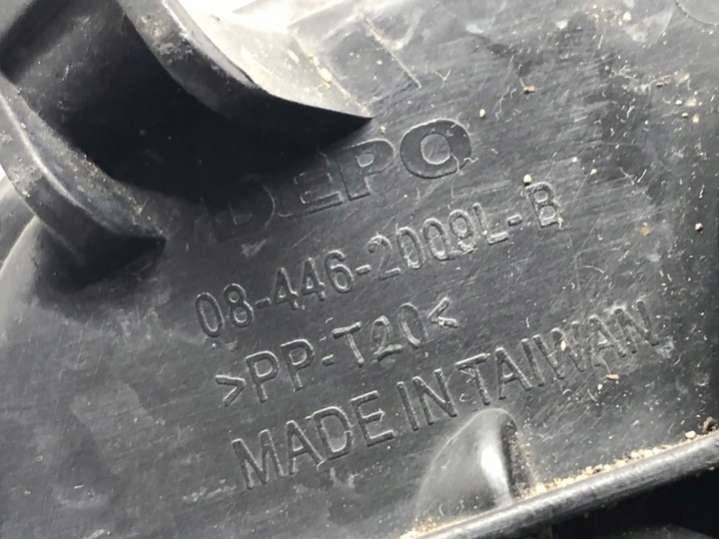 DEPO
08-446-2009L-B
>PP-T20<
MADE IN TAIWAN